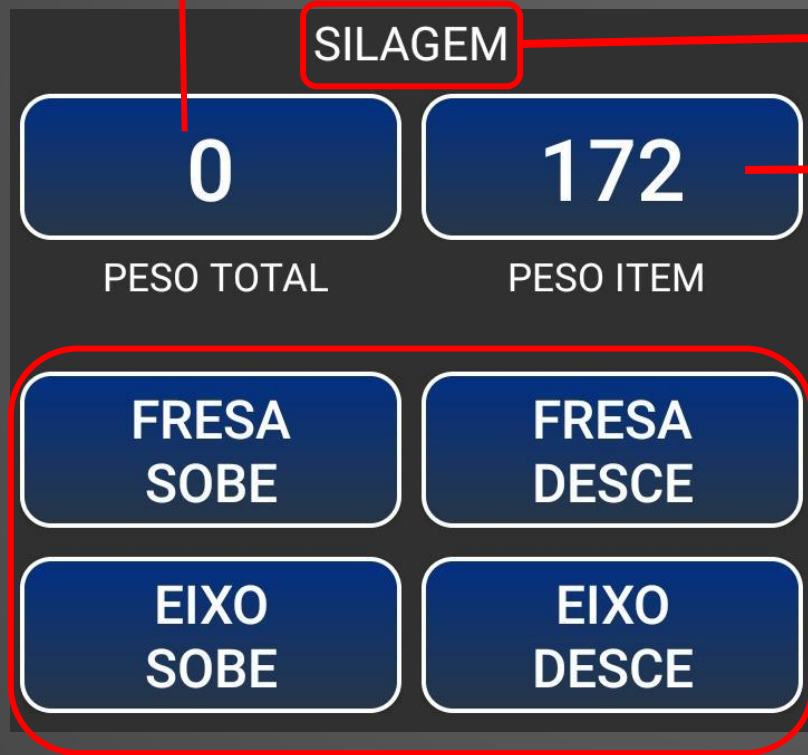 SILAGEM
0
172
PESO TOTAL
PESO ITEM
FRESA
SOBE
FRESA
DESCE
EIXO
SOBE
EIXO
DESCE